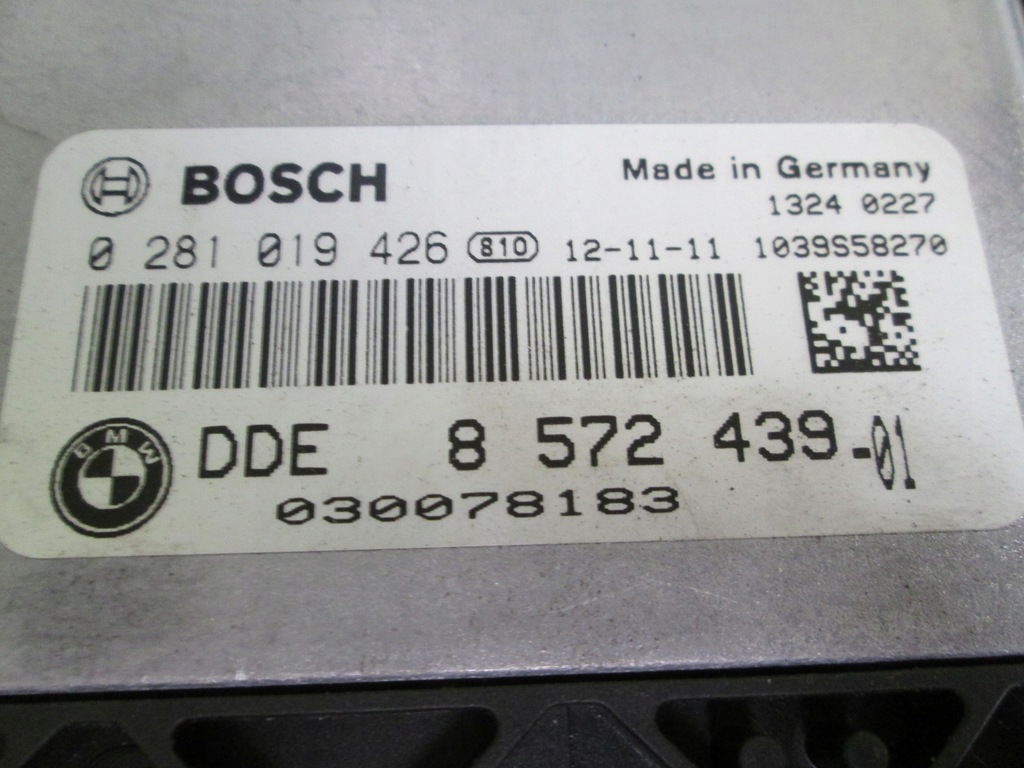 BOSCH
Made in Germany
1324 0227
0 281 019 426 810 12-11-11 1039S58270
BMW
DDE 8 572 439-01
030078183